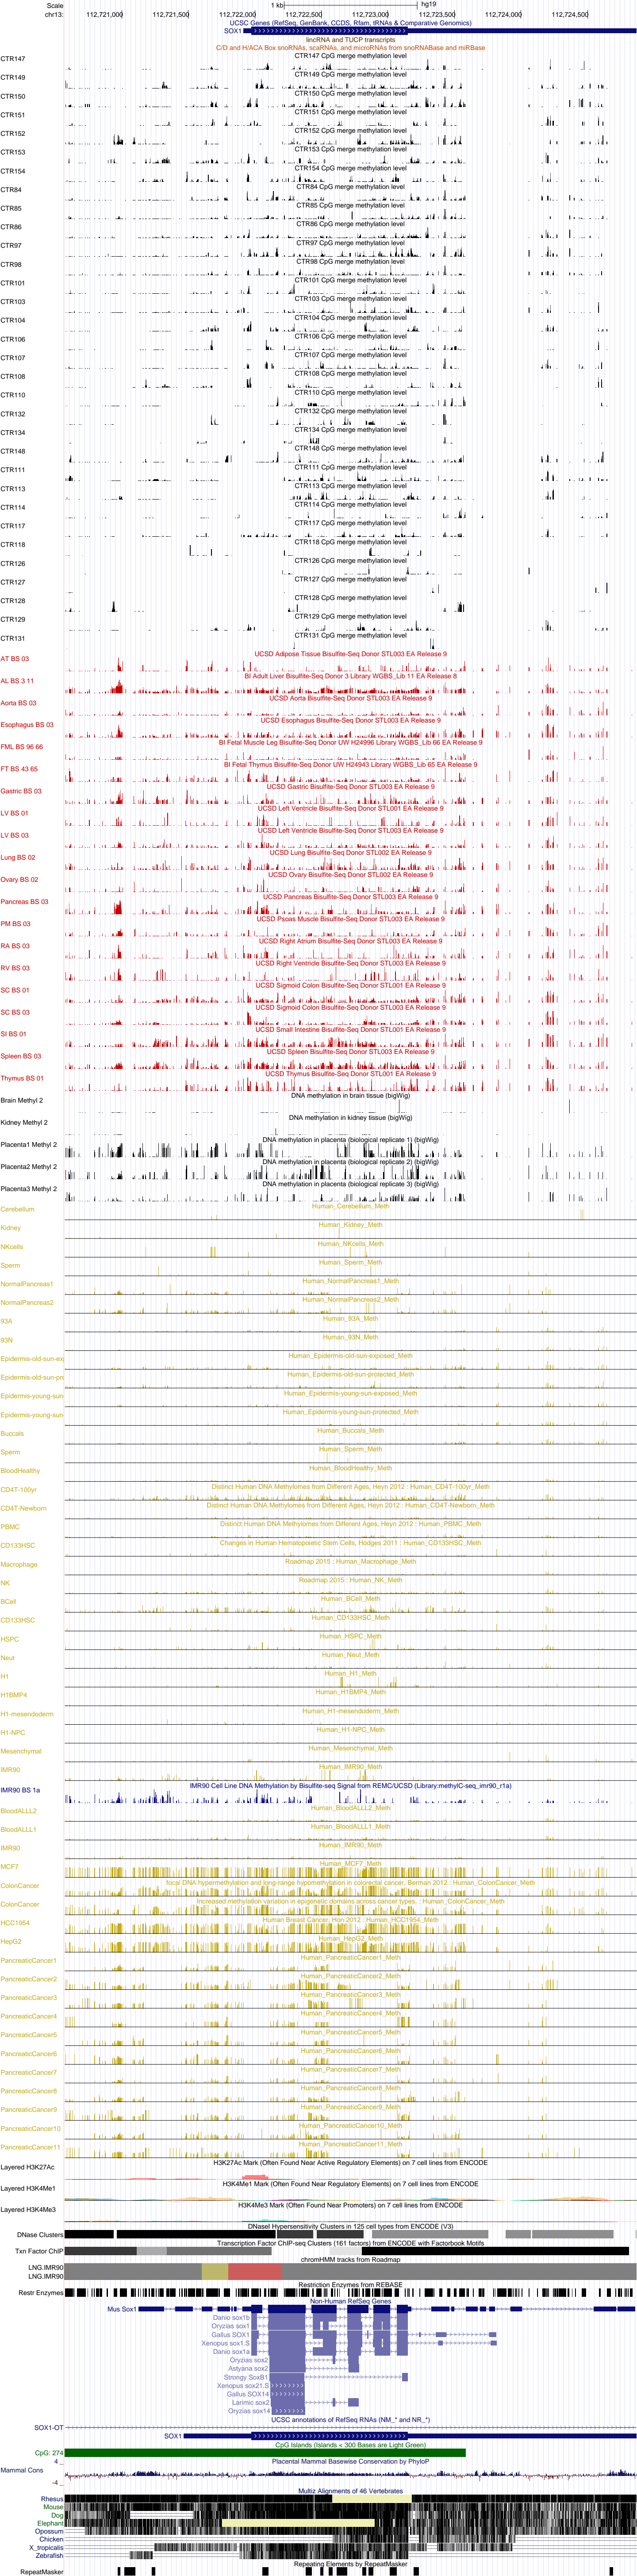 Scale 1 kb hg19
chr13: 112,721,000 112,721,500 112,722,000 112,722,500 112,723,000 112,723,500 112,724,000 112,724,500
UCSC Genes (RefSeq, GenBank, CCDS, Rfam, tRNAs & Comparative Genomics)
SOX1
lincRNA and TUCP transcripts
C/D and H/ACA Box snoRNAs, scaRNAs, and microRNAs from snoRNABase and miRBase
CTR147 CpG merge methylation level
CTR147
CTR149 CpG merge methylation level
CTR149
CTR150 CpG merge methylation level
CTR150
CTR151 CpG merge methylation level
CTR151
CTR152 CpG merge methylation level
CTR152
CTR153 CpG merge methylation level
CTR153
CTR154 CpG merge methylation level
CTR154
CTR84 CpG merge methylation level
CTR84
CTR85 CpG merge methylation level
CTR85
CTR86 CpG merge methylation level
CTR86
CTR97 CpG merge methylation level
CTR97
CTR98 CpG merge methylation level
CTR98
CTR101 CpG merge methylation level
CTR101
CTR103 CpG merge methylation level
CTR103
CTR104 CpG merge methylation level
CTR104
CTR106 CpG merge methylation level
CTR106
CTR107 CpG merge methylation level
CTR107
CTR108 CpG merge methylation level
CTR108
CTR110 CpG merge methylation level
CTR110
CTR132 CpG merge methylation level
CTR132
CTR134 CpG merge methylation level
CTR134
CTR148 CpG merge methylation level
CTR148
CTR111 CpG merge methylation level
CTR111
CTR113 CpG merge methylation level
CTR113
CTR114 CpG merge methylation level
CTR114
CTR117 CpG merge methylation level
CTR117
CTR118 CpG merge methylation level
CTR118
CTR126 CpG merge methylation level
CTR126
CTR127 CpG merge methylation level
CTR127
CTR128 CpG merge methylation level
CTR128
CTR129 CpG merge methylation level
CTR129
CTR131 CpG merge methylation level
CTR131
UCSD Adipose Tissue Bisulfite-Seq Donor STL003 EA Release 9
AT BS 03
BI Adult Liver Bisulfite-Seq Donor 3 Library WGBS_Lib 11 EA Release 8
AL BS 3 11
UCSD Aorta Bisulfite-Seq Donor STL003 EA Release 9
Aorta BS 03
UCSD Esophagus Bisulfite-Seq Donor STL003 EA Release 9
Esophagus BS 03
BI Fetal Muscle Leg Bisulfite-Seq Donor UW H24996 Library WGBS_Lib 66 EA Release 9
FML BS 96 66
BI Fetal Thymus Bisulfite-Seq Donor UW H24943 Library WGBS_Lib 65 EA Release 9
FT BS 43 65
UCSD Gastric Bisulfite-Seq Donor STL003 EA Release 9
Gastric BS 03
UCSD Left Ventricle Bisulfite-Seq Donor STL001 EA Release 9
LV BS 01
UCSD Left Ventricle Bisulfite-Seq Donor STL003 EA Release 9
LV BS 03
UCSD Lung Bisulfite-Seq Donor STL002 EA Release 9
Lung BS 02
UCSD Ovary Bisulfite-Seq Donor STL002 EA Release 9
Ovary BS 02
UCSD Pancreas Bisulfite-Seq Donor STL003 EA Release 9
Pancreas BS 03
UCSD Psoas Muscle Bisulfite-Seq Donor STL003 EA Release 9
PM BS 03
UCSD Right Atrium Bisulfite-Seq Donor STL003 EA Release 9
RA BS 03
UCSD Right Ventricle Bisulfite-Seq Donor STL003 EA Release 9
RV BS 03
UCSD Sigmoid Colon Bisulfite-Seq Donor STL001 EA Release 9
SC BS 01
UCSD Sigmoid Colon Bisulfite-Seq Donor STL003 EA Release 9
SC BS 03
UCSD Small Intestine Bisulfite-Seq Donor STL001 EA Release 9
SI BS 01
UCSD Spleen Bisulfite-Seq Donor STL003 EA Release 9
Spleen BS 03
UCSD Thymus Bisulfite-Seq Donor STL001 EA Release 9
Thymus BS 01
DNA methylation in brain tissue (bigWig)
Brain Methyl 2
DNA methylation in kidney tissue (bigWig)
Kidney Methyl 2
DNA methylation in placenta (biological replicate 1) (bigWig)
Placenta1 Methyl 2
DNA methylation in placenta (biological replicate 2) (bigWig)
Placenta2 Methyl 2
DNA methylation in placenta (biological replicate 3) (bigWig)
Placenta3 Methyl 2
Human_Cerebellum_Meth
Cerebellum
Human_Kidney_Meth
Kidney
Human_NKcells_Meth
NKcells
Human_Sperm_Meth
Sperm
Human_NormalPancreas1_Meth
NormalPancreas1
Human_NormalPancreas2_Meth
NormalPancreas2
Human_93A_Meth
93A
Human_93N_Meth
93N
Human_Epidermis-old-sun-exposed_Meth
Epidermis-old-sun-ex
Human_Epidermis-old-sun-protected_Meth
Epidermis-old-sun-pro
Human_Epidermis-young-sun-exposed_Meth
Epidermis-young-sun
Human_Epidermis-young-sun-protected_Meth
Epidermis-young-sun
Human_Buccals_Meth
Buccals
Human_Sperm_Meth
Sperm
Human_BloodHealthy_Meth
BloodHealthy
Distinct Human DNA Methylomes from Different Ages, Heyn 2012 : Human_CD4T-100yr_Meth
CD4T-100yr
Distinct Human DNA Methylomes from Different Ages, Heyn 2012 : Human_CD4T-Newborn_Meth
CD4T-Newborn
Distinct Human DNA Methylomes from Different Ages, Heyn 2012 : Human_PBMC_Meth
PBMC
Changes in Human Hematopoietic Stem Cells, Hodges 2011 : Human_CD133HSC_Meth
CD133HSC
Roadmap 2015 : Human_Macrophage_Meth
Macrophage
Roadmap 2015 : Human_NK_Meth
NK
Human_BCell_Meth
BCell
Human_CD133HSC_Meth
CD133HSC
Human_HSPC_Meth
HSPC
Human_Neut_Meth
Neut
Human_H1_Meth
H1
Human_H1BMP4_Meth
H1BMP4
Human_H1-mesendoderm_Meth
H1-mesendoderm
Human_H1-NPC_Meth
H1-NPC
Human_Mesenchymal_Meth
Mesenchymal
Human_IMR90_Meth
IMR90
IMR90 Cell Line DNA Methylation by Bisulfite-seq Signal from REMC/UCSD (Library:methylC-seq_imr90_r1a)
IMR90 BS 1a
Human_BloodALLL2_Meth
BloodALLL2
Human_BloodALLL1_Meth
BloodALLL1
Human_IMR90_Meth
IMR90
Human_MCF7_Meth
MCF7
focal DNA hypermethylation and long-range hypomethylation in colorectal cancer, Berman 2012 : Human_ColonCancer_Meth
ColonCancer
Increased methylation variation in epigenetic domains across cancer types. : Human_ColonCancer_Meth
ColonCancer
Human Breast Cancer, Hon 2012 : Human_HCC1954_Meth
HCC1954
Human_HepG2_Meth
HepG2
Human_PancreaticCancer1_Meth
PancreaticCancer1
Human_PancreaticCancer2_Meth
PancreaticCancer2
Human_PancreaticCancer3_Meth
PancreaticCancer3
Human_PancreaticCancer4_Meth
PancreaticCancer4
Human_PancreaticCancer5_Meth
PancreaticCancer5
Human_PancreaticCancer6_Meth
PancreaticCancer6
Human_PancreaticCancer7_Meth
PancreaticCancer7
Human_PancreaticCancer8_Meth
PancreaticCancer8
Human_PancreaticCancer9_Meth
PancreaticCancer9
Human_PancreaticCancer10_Meth
PancreaticCancer10
Human_PancreaticCancer11_Meth
PancreaticCancer11
H3K27Ac Mark (Often Found Near Active Regulatory Elements) on 7 cell lines from ENCODE
Layered H3K27Ac
H3K4Me1 Mark (Often Found Near Regulatory Elements) on 7 cell lines from ENCODE
Layered H3K4Me1
H3K4Me3 Mark (Often Found Near Promoters) on 7 cell lines from ENCODE
Layered H3K4Me3
DNaseI Hypersensitivity Clusters in 125 cell types from ENCODE (V3)
DNase Clusters
Transcription Factor ChIP-seq Clusters (161 factors) from ENCODE with Factorbook Motifs
Txn Factor ChIP
chromHMM tracks from Roadmap
LNG.IMR90
LNG.IMR90
Restriction Enzymes from REBASE
Restr Enzymes
Non-Human RefSeq Genes
Mus Sox1
Danio sox1b
Oryzias sox1
Gallus SOX1
Xenopus sox1.S
Danio sox1a
Oryzias sox2
Astyanax sox2
Strongy SoxB1
Xenopus sox21.S
Gallus SOX14
Larimic sox2
Oryzias sox14
UCSC annotations of RefSeq RNAs (NM_* and NR_*)
SOX1-OT
SOX1
CpG Islands (Islands < 300 Bases are Light Green)
CpG: 274
Placental Mammal Basewise Conservation by PhyloP
4 _
Mammal Cons
-4 _
Multiz Alignments of 46 Vertebrates
Rhesus
Mouse
Dog
Elephant
Opossum
Chicken
X_tropicalis
Zebrafish
Repeating Elements by RepeatMasker
RepeatMasker